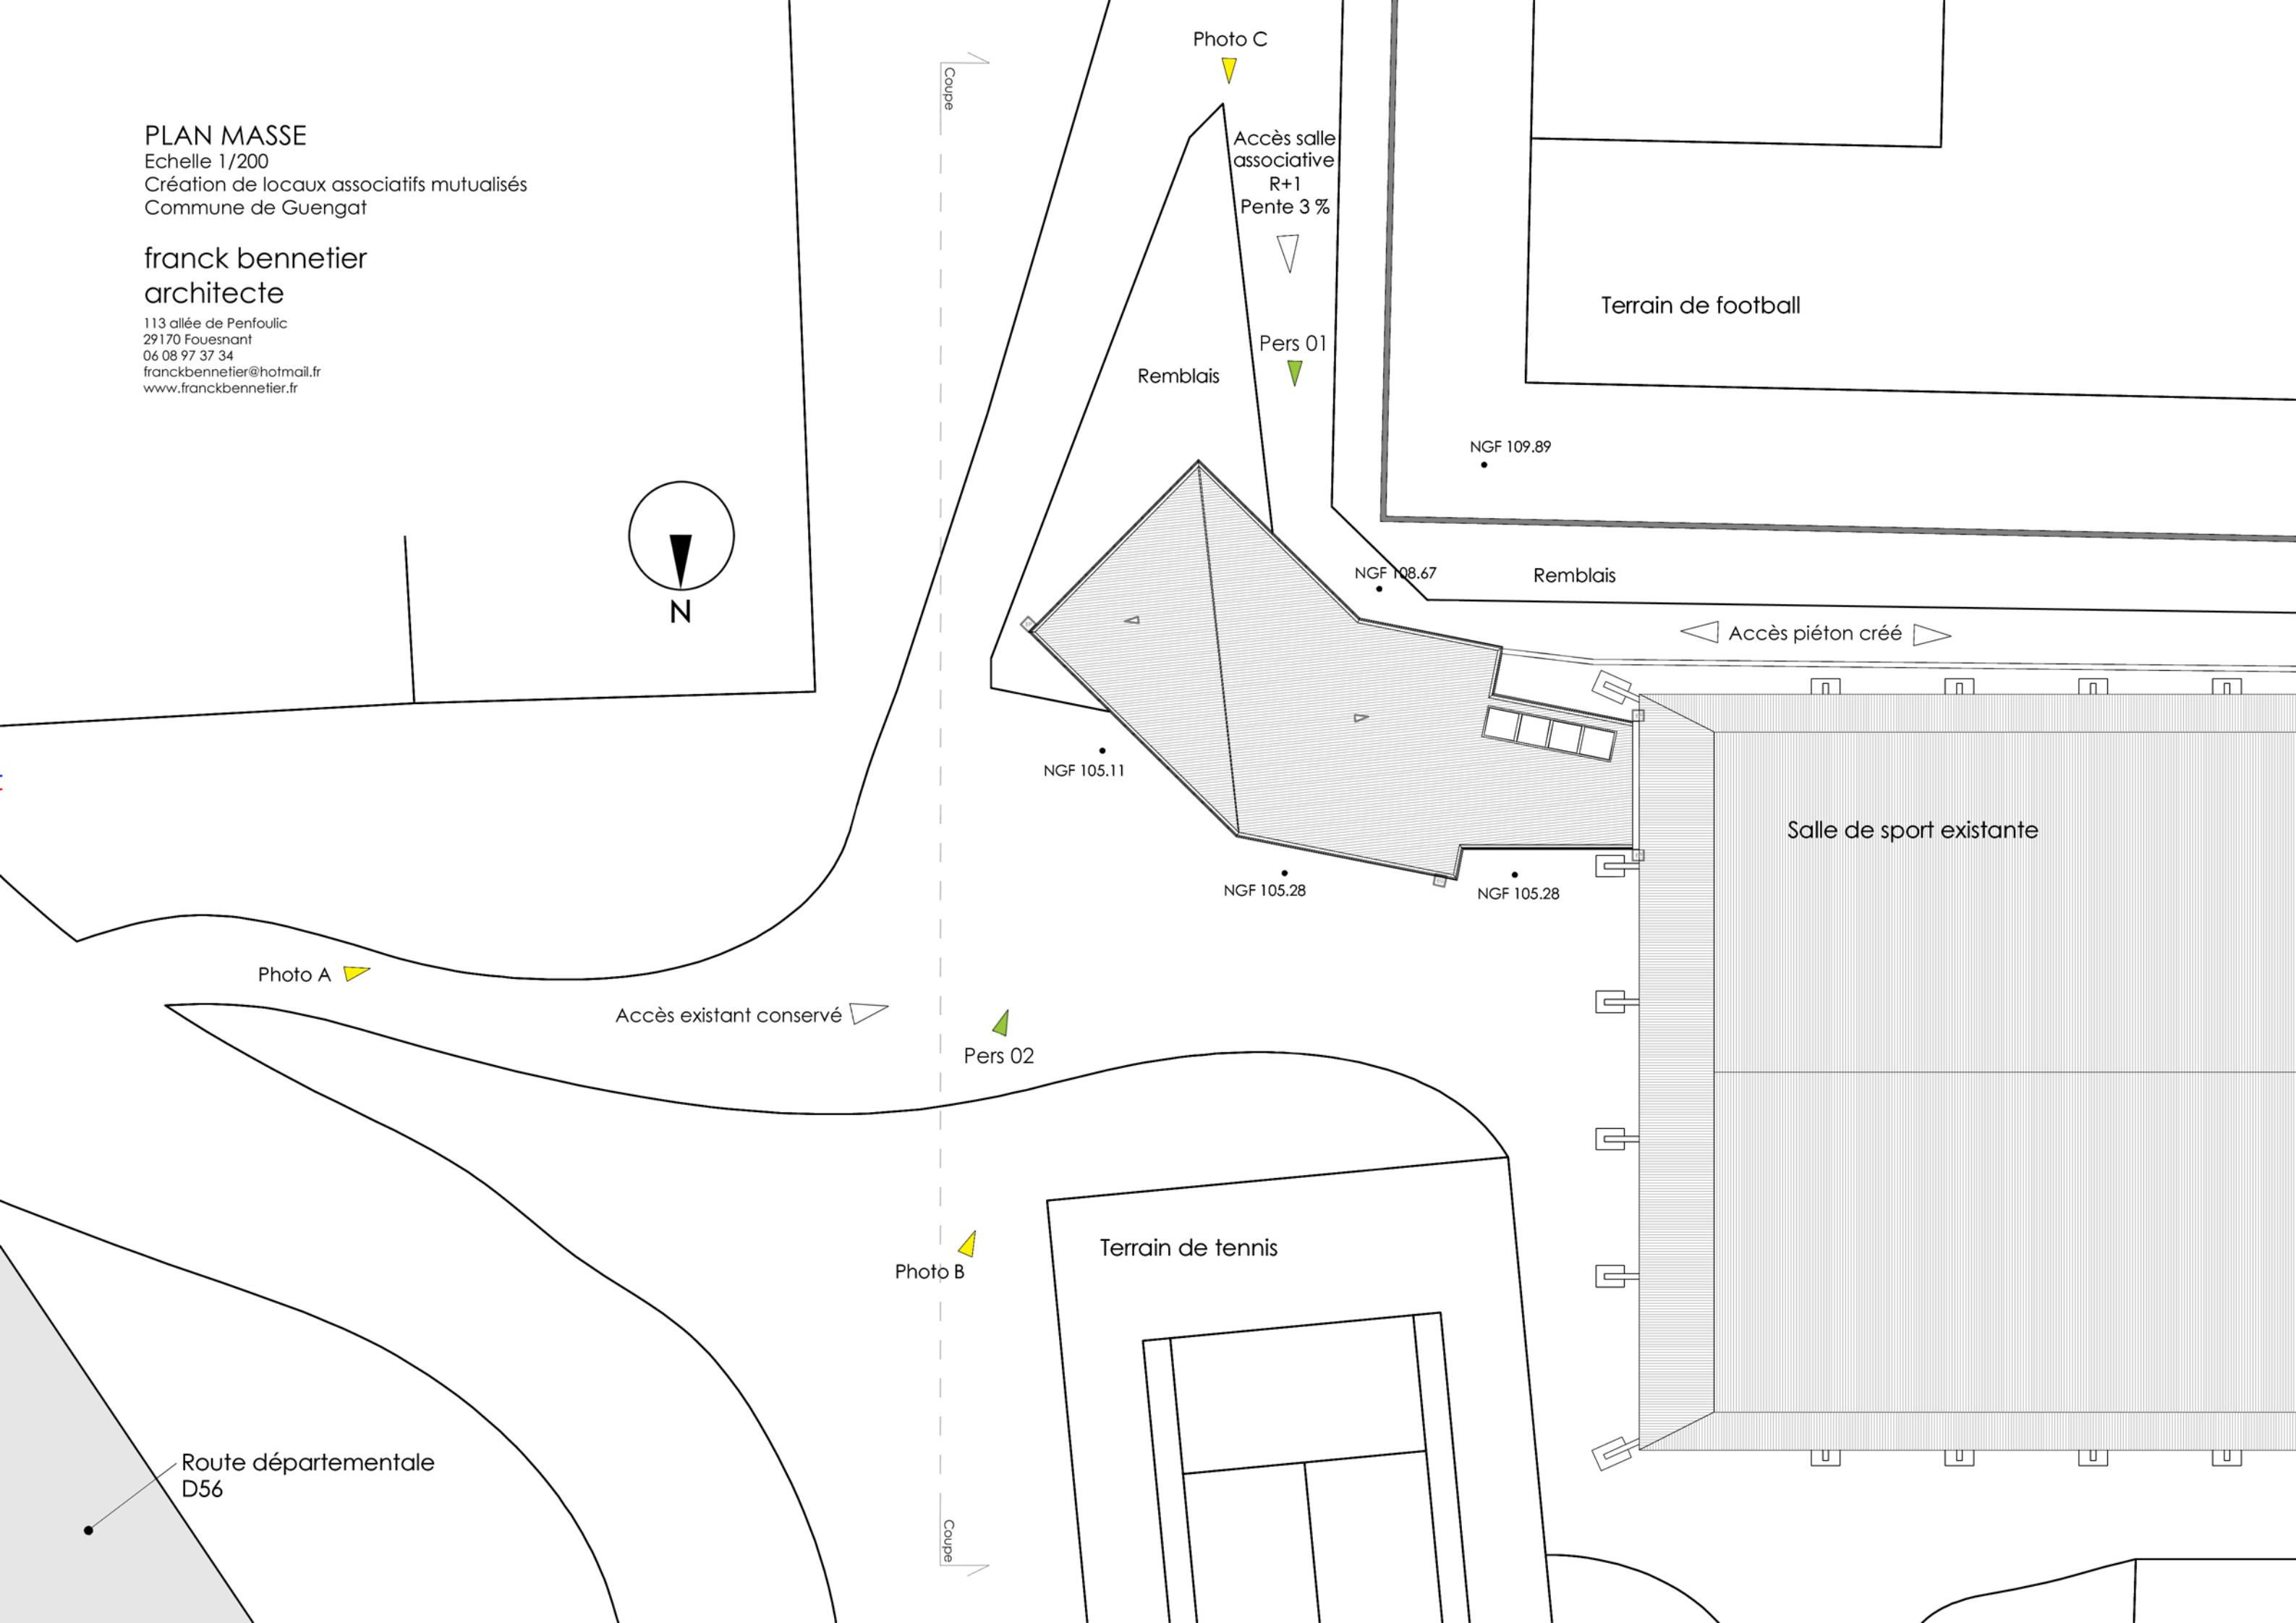 PLAN MASSE
Echelle 1/200
Création de locaux associatifs mutualisés
Commune de Guengat
franck bennetier
architecte
113 allée de Penfoulic
29170 Fouesnant
06 08 97 37 34
franckbennetier@hotmail.fr
www.franckbennetier.fr
N
Coupe
Photo C
Accès salle
associative
R+1
Pente 3 %
Pers 01
Remblais
Terrain de football
NGF 109.89
NGF 108.67
Remblais
Accès piéton créé
NGF 105.11
NGF 105.28
NGF 105.28
Salle de sport existante
Photo A
Accès existant conservé
Pers 02
Photo B
Terrain de tennis
Route départementale
D56
Coupe